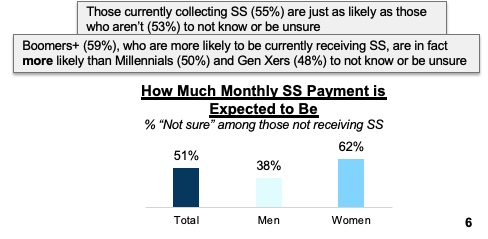 Those currently collecting SS (55%) are just as likely as those
who aren't (53%) to not know or be unsure
Boomers+ (59%), who are more likely to be currently receiving SS, are in fact
more likely than Millennials (50%) and Gen Xers (48%) to not know or be unsure
How Much Monthly SS Payment is
Expected to Be
% "Not sure" among those not receiving SS
51%
38%
62%
Total
Men
Women
6